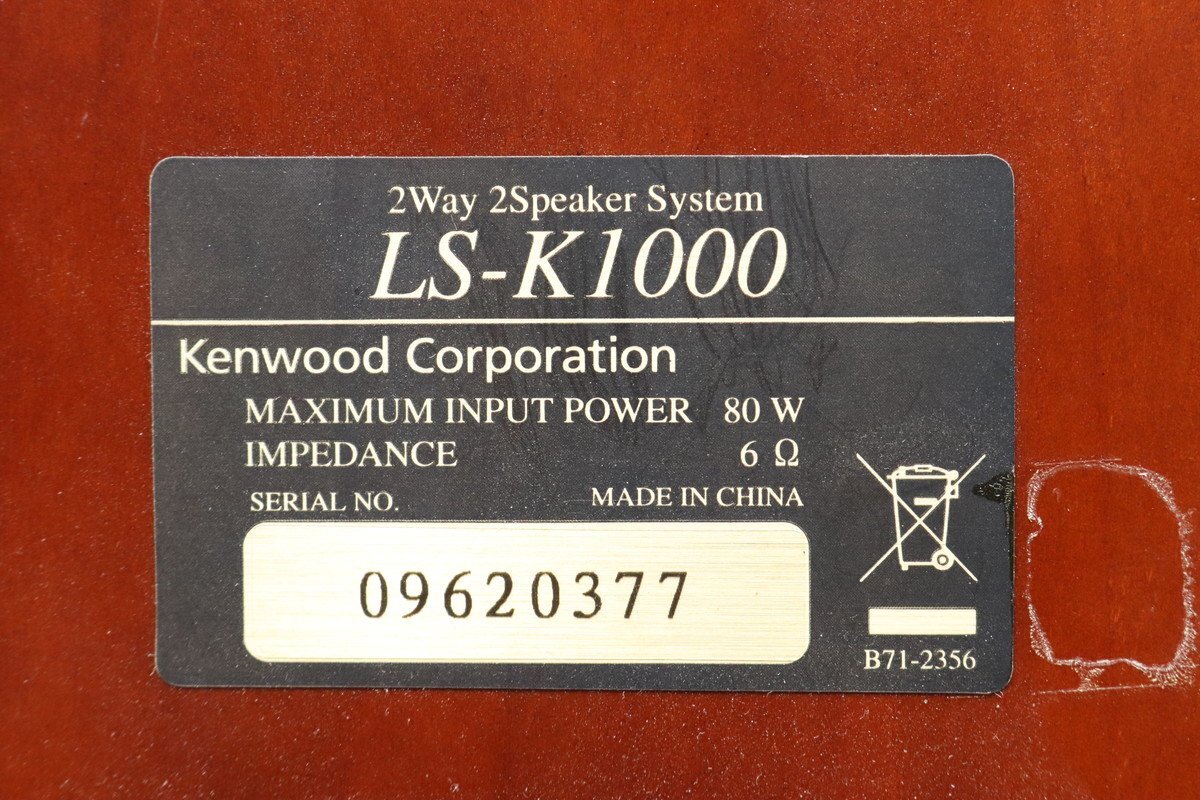 2Way 2Speaker System
LS-K1000
Kenwood Corporation
MAXIMUM INPUT POWER 80 W
IMPEDANCE 6 Ω
SERIAL NO. MADE IN CHINA
09620377
B71-2356